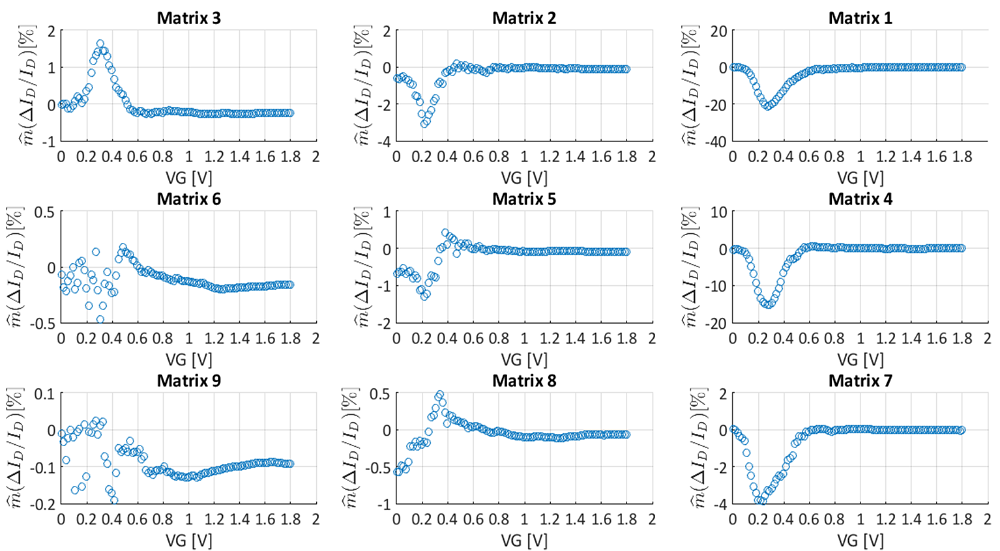 Matrix 3
m̂(ΔI_D/I_D)[%]
2
1
0
-1
0 0.2 0.4 0.6 0.8 1 1.2 1.4 1.6 1.8 2
VG [V]
Matrix 2
m̂(ΔI_D/I_D)[%]
2
0
-2
-4
0 0.2 0.4 0.6 0.8 1 1.2 1.4 1.6 1.8 2
VG [V]
Matrix 1
m̂(ΔI_D/I_D)[%]
20
0
-20
-40
0 0.2 0.4 0.6 0.8 1 1.2 1.4 1.6 1.8 2
VG [V]
Matrix 6
m̂(ΔI_D/I_D)[%]
0.5
0
-0.5
0 0.2 0.4 0.6 0.8 1 1.2 1.4 1.6 1.8 2
VG [V]
Matrix 5
m̂(ΔI_D/I_D)[%]
1
0
-1
-2
0 0.2 0.4 0.6 0.8 1 1.2 1.4 1.6 1.8 2
VG [V]
Matrix 4
m̂(ΔI_D/I_D)[%]
10
0
-10
-20
0 0.2 0.4 0.6 0.8 1 1.2 1.4 1.6 1.8 2
VG [V]
Matrix 9
m̂(ΔI_D/I_D)[%]
0.1
0
-0.1
-0.2
0 0.2 0.4 0.6 0.8 1 1.2 1.4 1.6 1.8 2
VG [V]
Matrix 8
m̂(ΔI_D/I_D)[%]
0.5
0
-0.5
-1
0 0.2 0.4 0.6 0.8 1 1.2 1.4 1.6 1.8 2
VG [V]
Matrix 7
m̂(ΔI_D/I_D)[%]
2
0
-2
-4
0 0.2 0.4 0.6 0.8 1 1.2 1.4 1.6 1.8 2
VG [V]